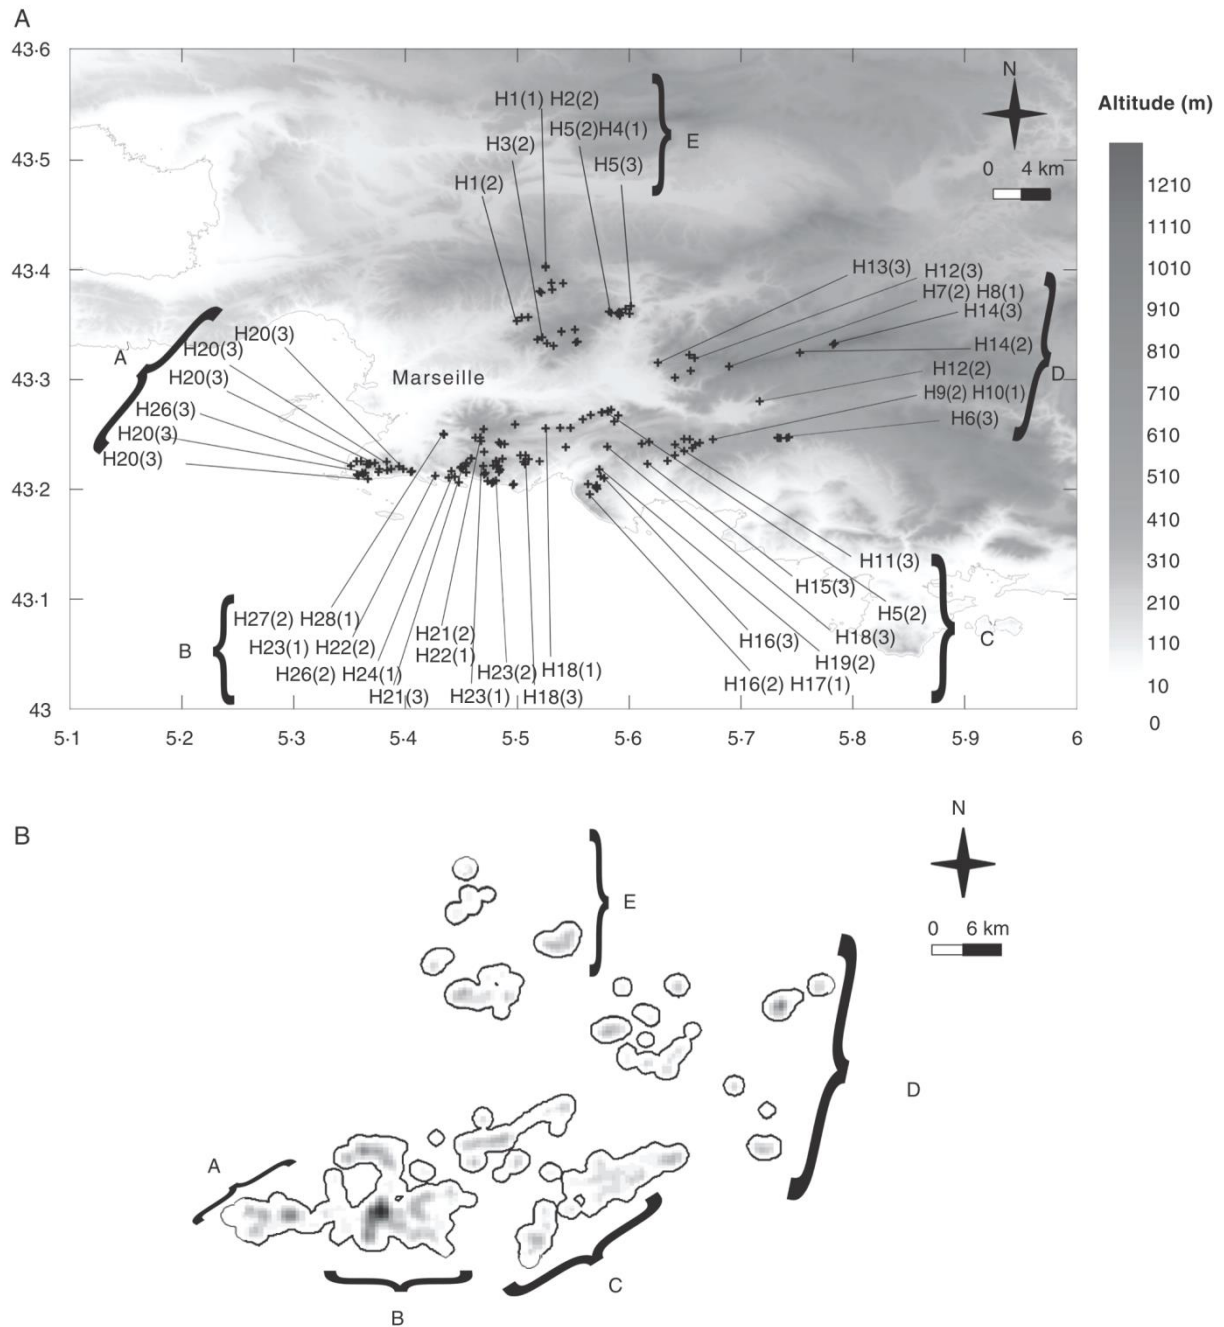 A
43·6
43·5
43·4
43·3
43·2
43·1
43
5·1 5·2 5·3 5·4 5·5 5·6 5·7 5·8 5·9 6
N
0 4 km
Altitude (m)
1210
1110
1010
910
810
710
610
510
410
310
210
110
10
0
H1(1) H2(2)
H5(2)H4(1)
H3(2)
H5(3)
H1(2)
E
H13(3)
H12(3)
H7(2) H8(1)
H14(3)
H14(2)
H12(2)
H9(2) H10(1)
H6(3)
D
A
H20(3)
H20(3)
H20(3)
H26(3)
H20(3)
H20(3)
Marseille
B
H27(2) H28(1)
H23(1) H22(2)
H26(2) H24(1)
H21(3)
H21(2)
H22(1)
H23(2)
H23(1)
H18(1)
H18(3)
H11(3)
H15(3)
H5(2)
H16(3)
H18(3)
H19(2)
H16(2) H17(1)
C
B
N
0 6 km
E
D
A
C
B